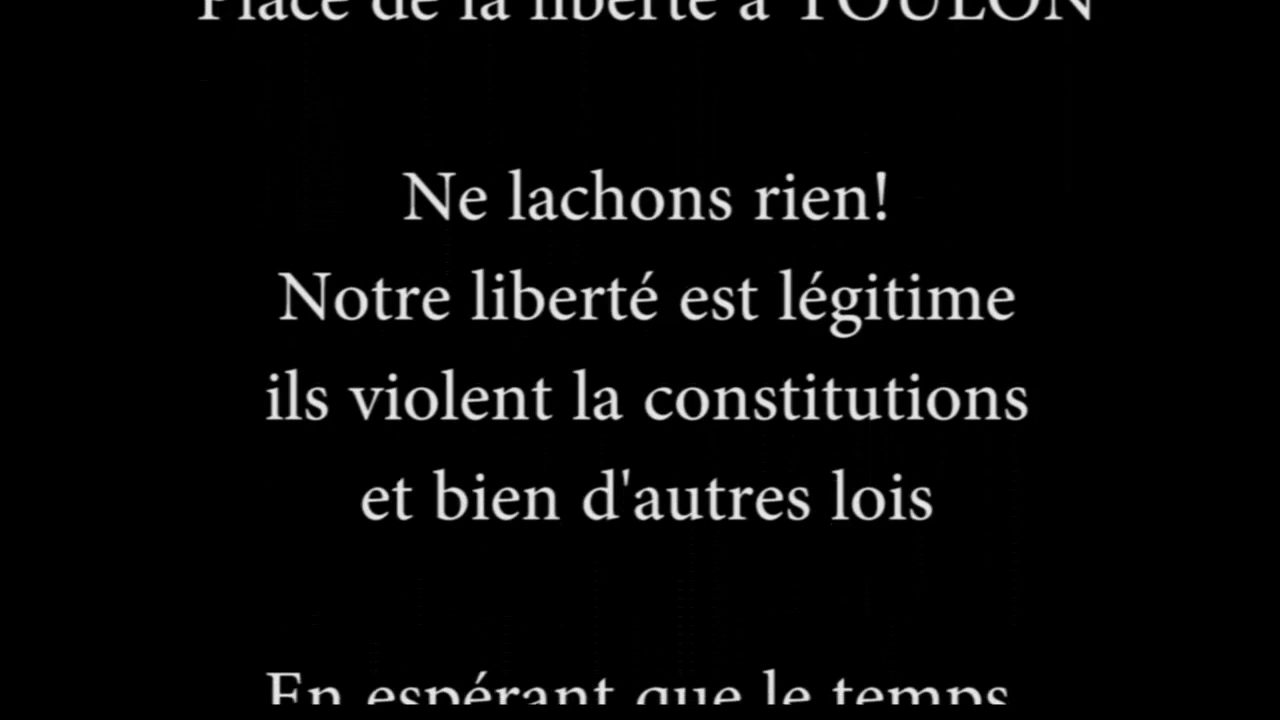 Place de la liberté à TOULON
Ne lachons rien!
Notre liberté est légitime
ils violent la constitutions
et bien d'autres lois
En espérant que le temps